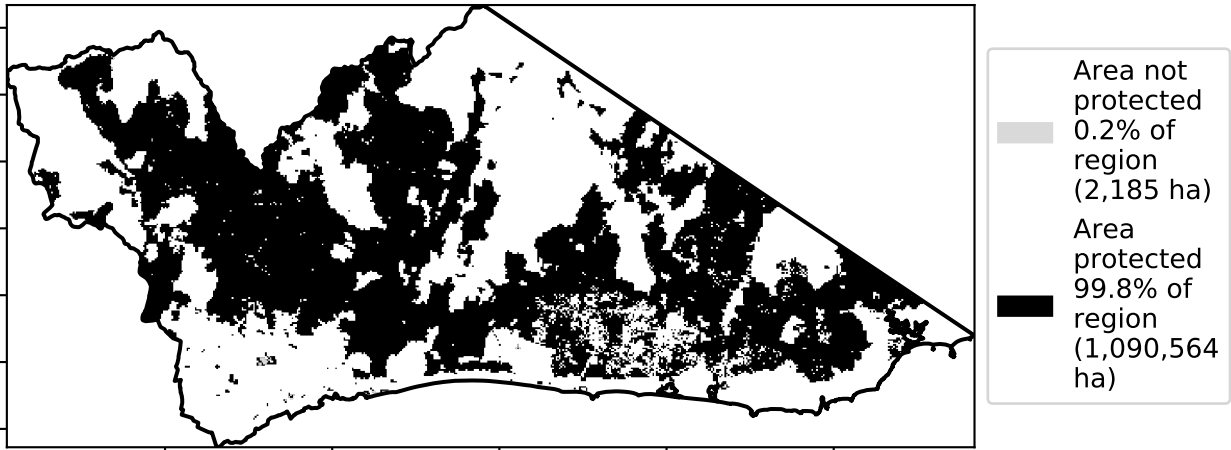 Area not
protected
0.2% of
region
(2,185 ha)
Area
protected
99.8% of
region
(1,090,564
ha)